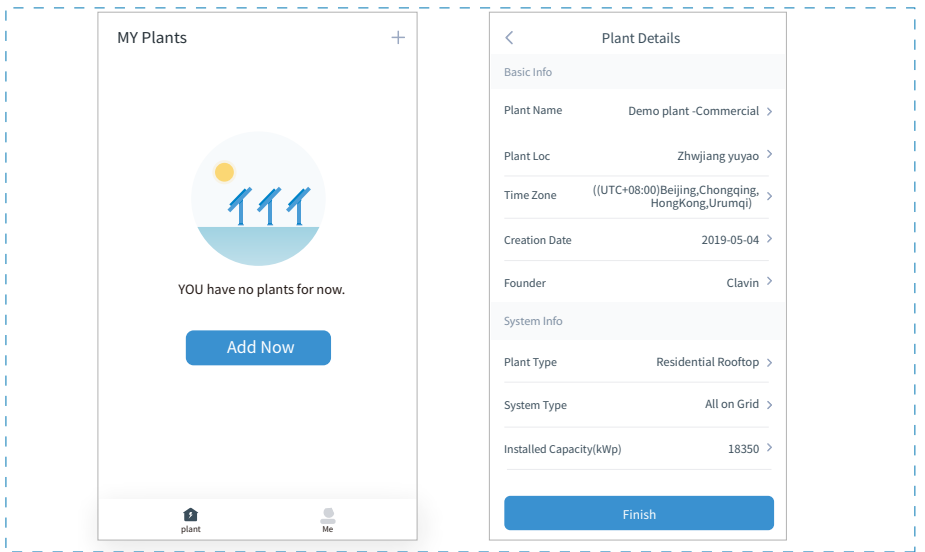 MY Plants
YOU have no plants for now.
Add Now
plant
Me
Plant Details
Basic Info
Plant Name
Demo plant -Commercial
Plant Loc
Zhwjiang yuyao
Time Zone
((UTC+08:00)Beijing,Chongqing,
HongKong,Urumqi)
Creation Date
2019-05-04
Founder
Clavin
System Info
Plant Type
Residential Rooftop
System Type
All on Grid
Installed Capacity(kWp)
18350
Finish